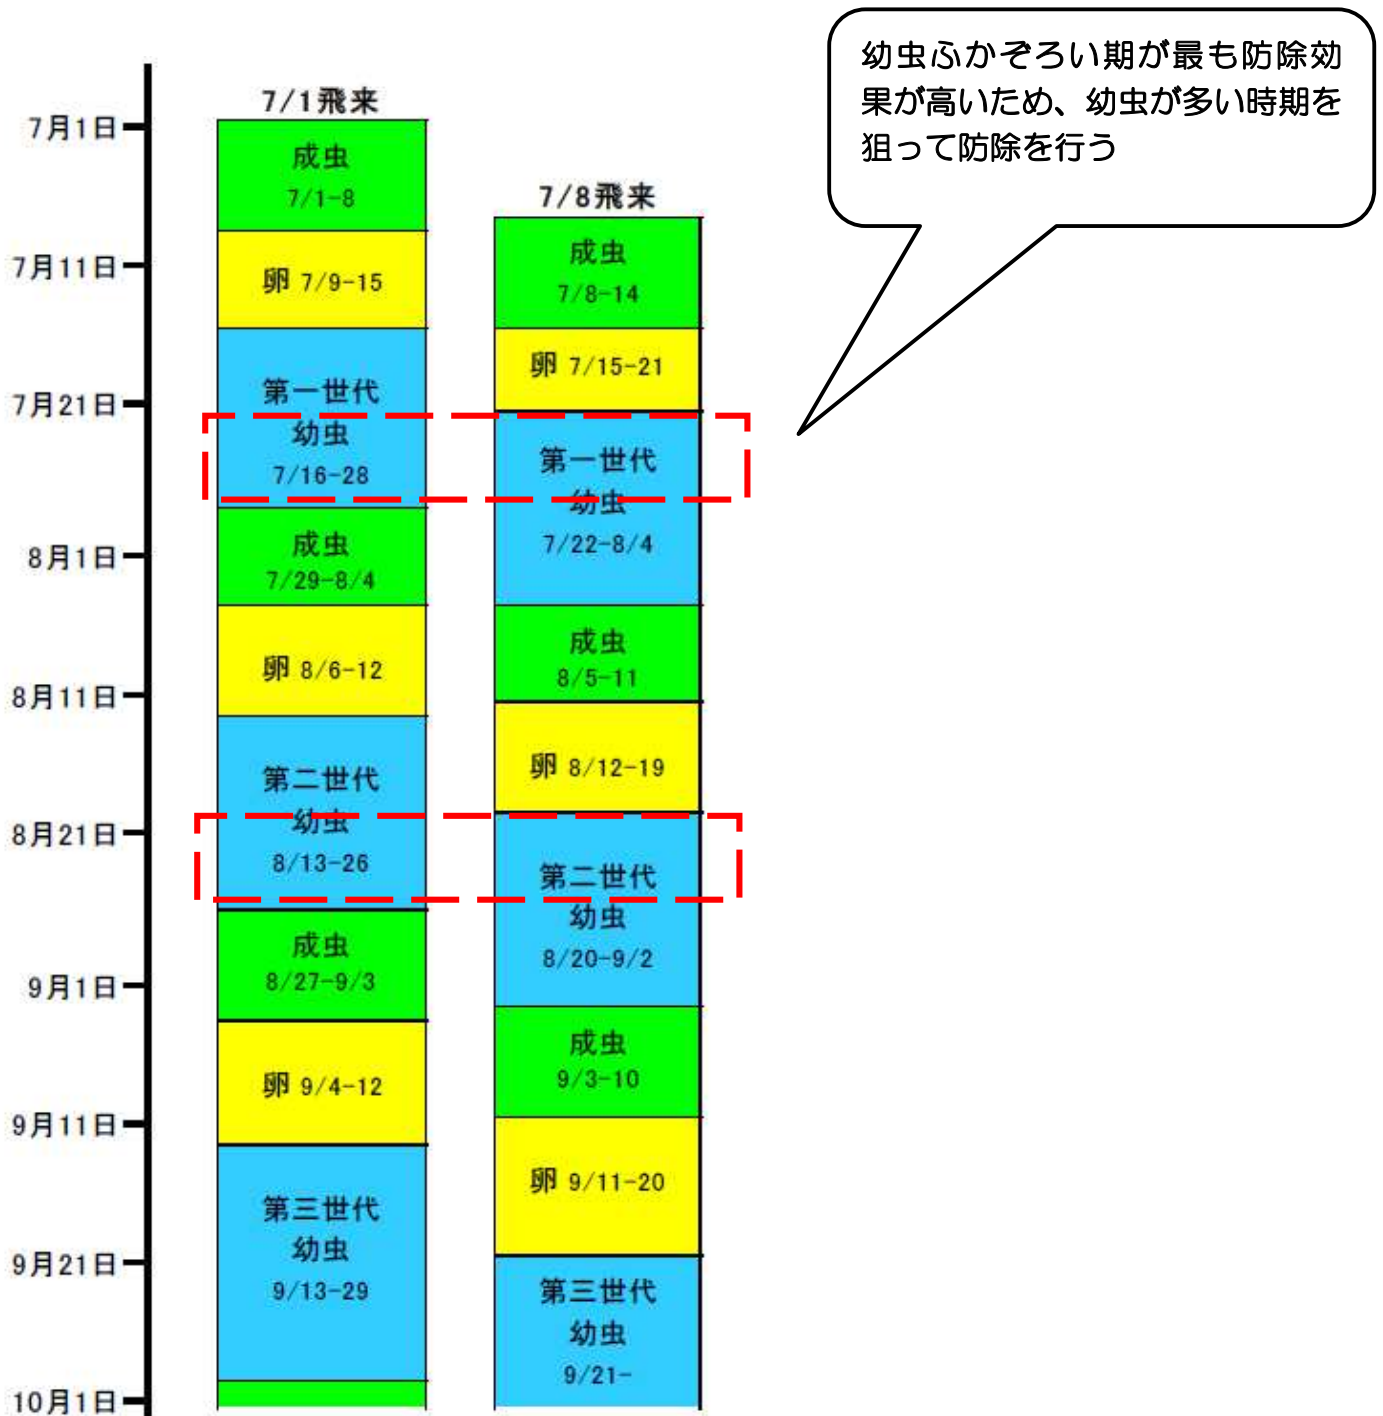 幼虫ふかぞろい期が最も防除効
果が高いため、幼虫が多い時期を
狙って防除を行う
7月1日
7月11日
7月21日
8月1日
8月11日
8月21日
9月1日
9月11日
9月21日
10月1日
7/1飛来
成虫
7/1-8
卵 7/9-15
第一世代
幼虫
7/16-28
成虫
7/29-8/4
卵 8/6-12
第二世代
幼虫
8/13-26
成虫
8/27-9/3
卵 9/4-12
第三世代
幼虫
9/13-29
7/8飛来
成虫
7/8-14
卵 7/15-21
第一世代
幼虫
7/22-8/4
成虫
8/5-11
卵 8/12-19
第二世代
幼虫
8/20-9/2
成虫
9/3-10
卵 9/11-20
第三世代
幼虫
9/21-